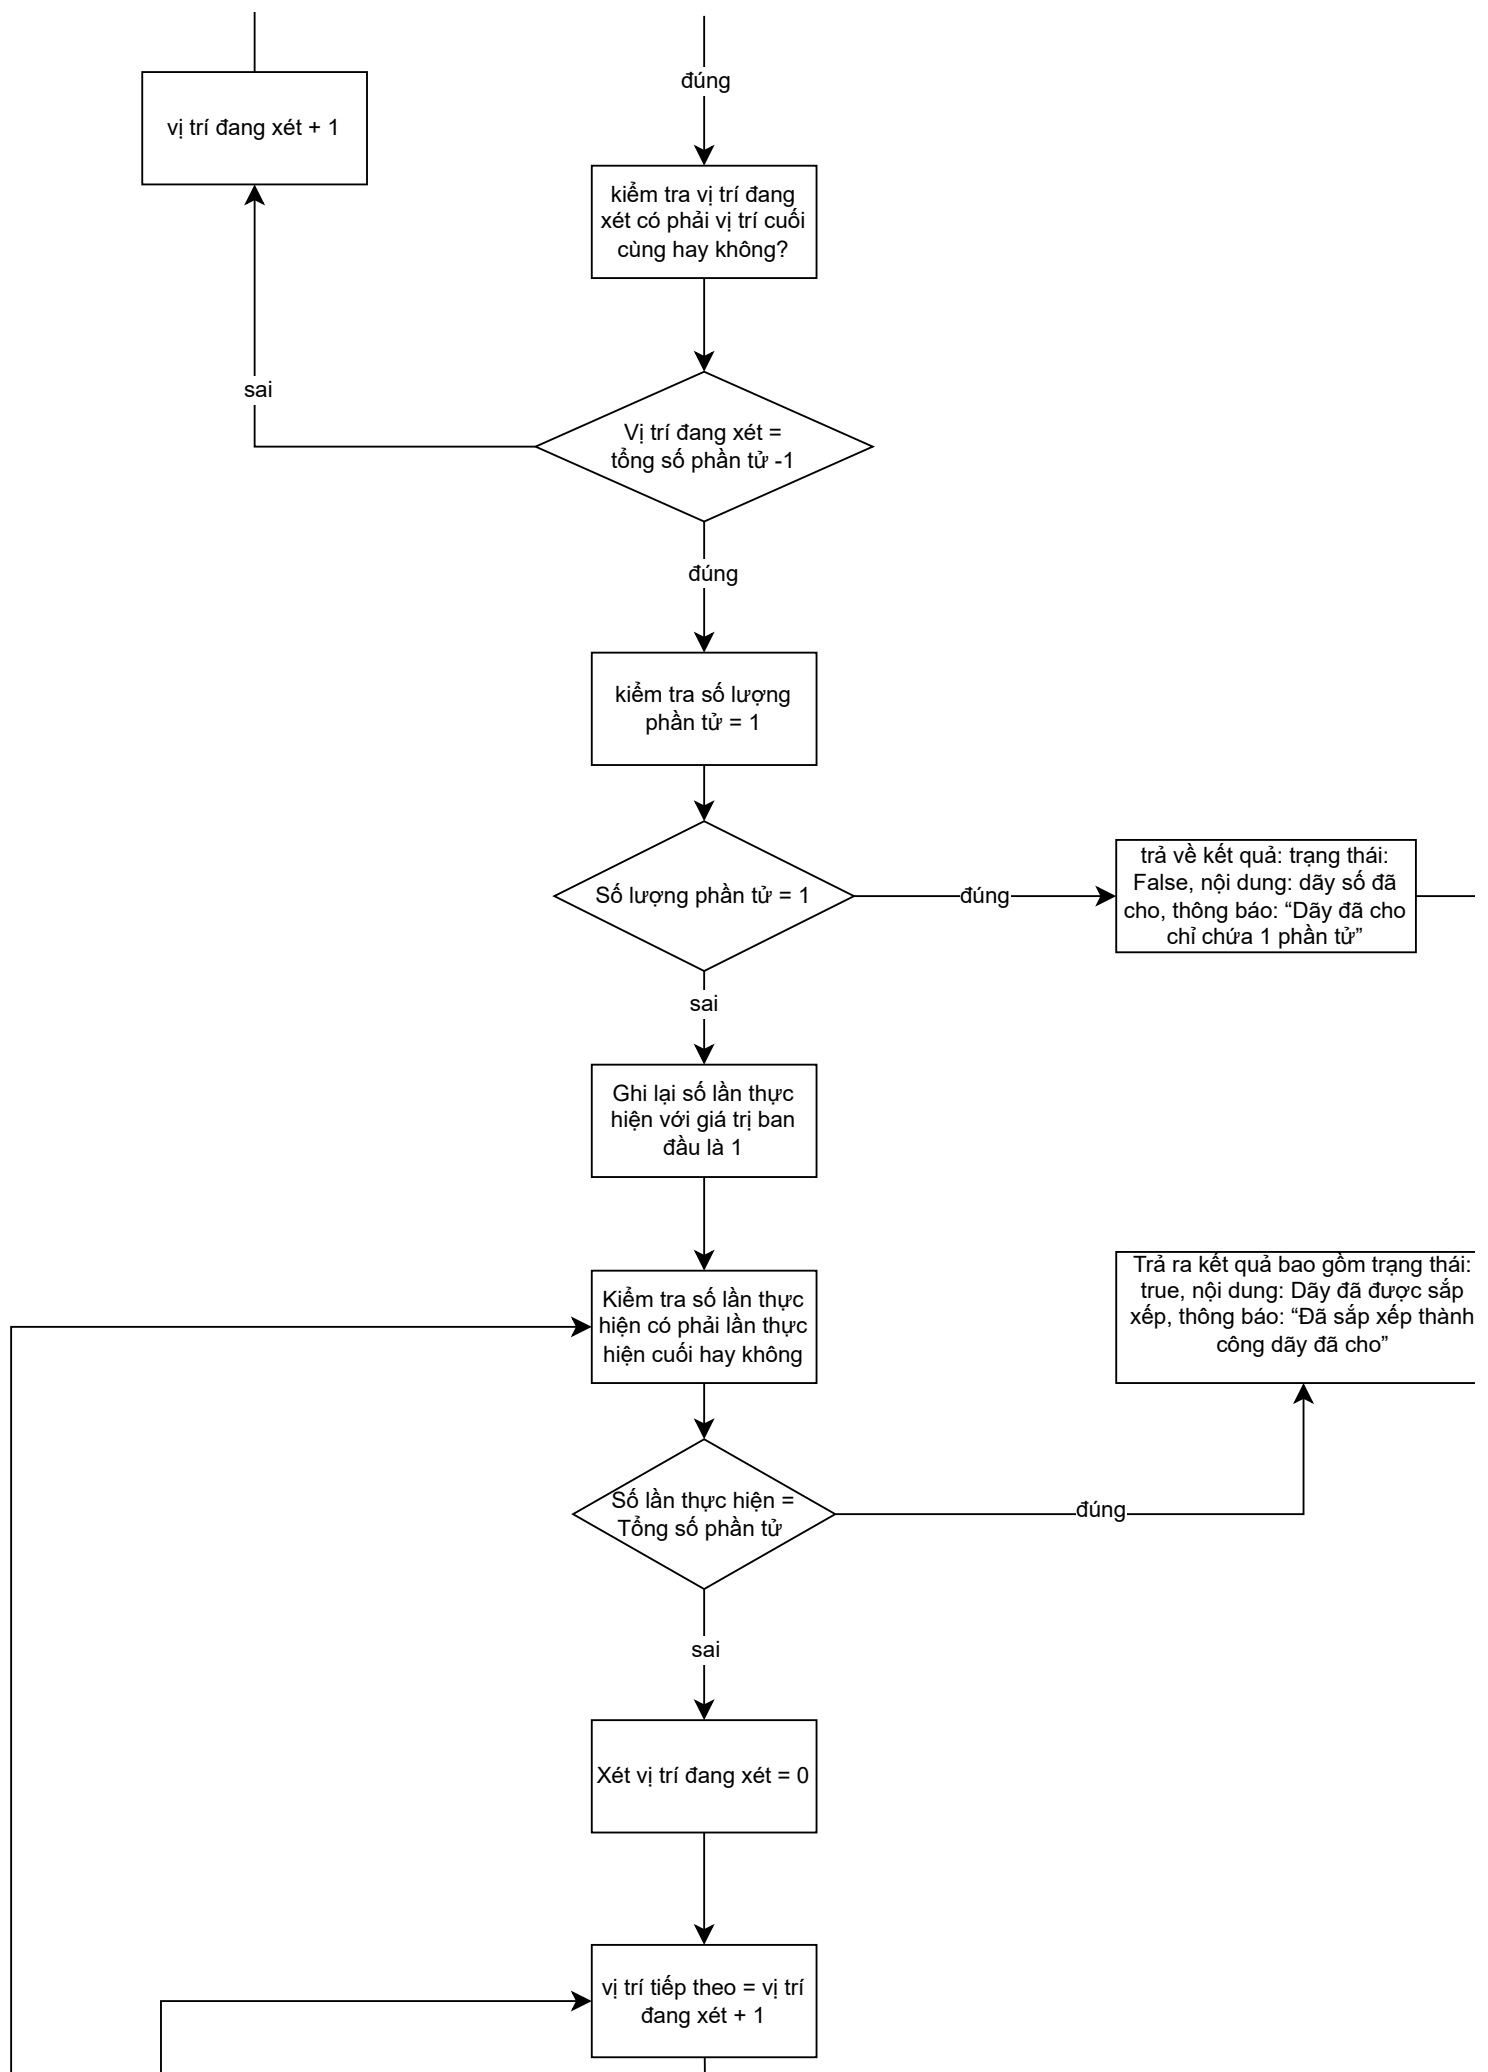 đúng
vị trí đang xét + 1
kiểm tra vị trí đang
xét có phải vị trí cuối
cùng hay không?
sai
Vị trí đang xét =
tổng số phần tử -1
đúng
kiểm tra số lượng
phần tử = 1
Số lượng phần tử = 1
đúng
trả về kết quả: trạng thái:
False, nội dung: dãy số đã
cho, thông báo: “Dãy đã cho
chỉ chứa 1 phần tử”
sai
Ghi lại số lần thực
hiện với giá trị ban
đầu là 1
Kiểm tra số lần thực
hiện có phải lần thực
hiện cuối hay không
Trả ra kết quả bao gồm trạng thái:
true, nội dung: Dãy đã được sắp
xếp, thông báo: “Đã sắp xếp thành
công dãy đã cho”
Số lần thực hiện =
Tổng số phần tử
đúng
sai
Xét vị trí đang xét = 0
vị trí tiếp theo = vị trí
đang xét + 1